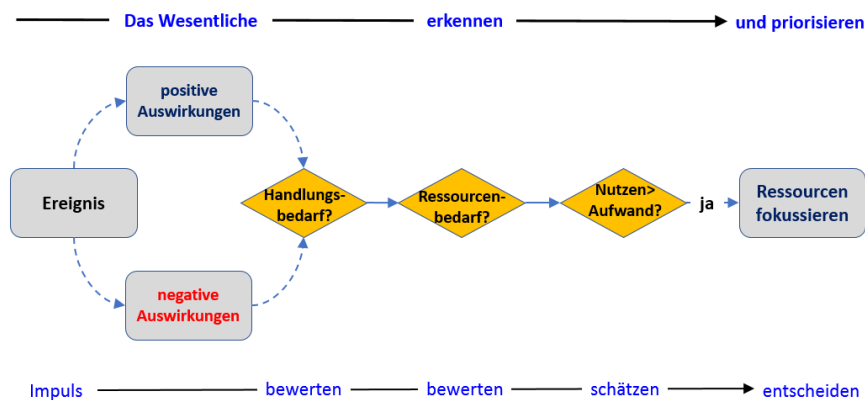 Das Wesentliche erkennen und priorisieren
positive
Auswirkungen
Ereignis
negative
Auswirkungen
Handlungs-
bedarf?
Ressourcen-
bedarf?
Nutzen>
Aufwand?
ja
Ressourcen
fokussieren
Impuls bewerten bewerten schätzen entscheiden